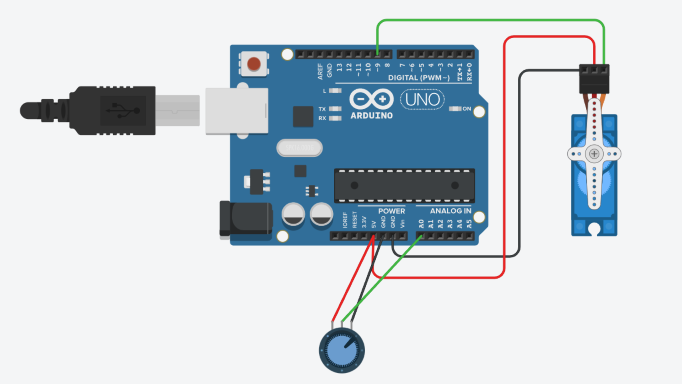 AREF
GND
13
12
~11
~10
~9
8
7
~6
~5
4
~3
2
TX→1
RX←0
DIGITAL (PWM~)
L
TX
RX
UNO
ON
ARDUINO
POWER
ANALOG IN
IOREF
RESET
3.3V
5V
GND
GND
A0
A1
A2
A3
A4
A5